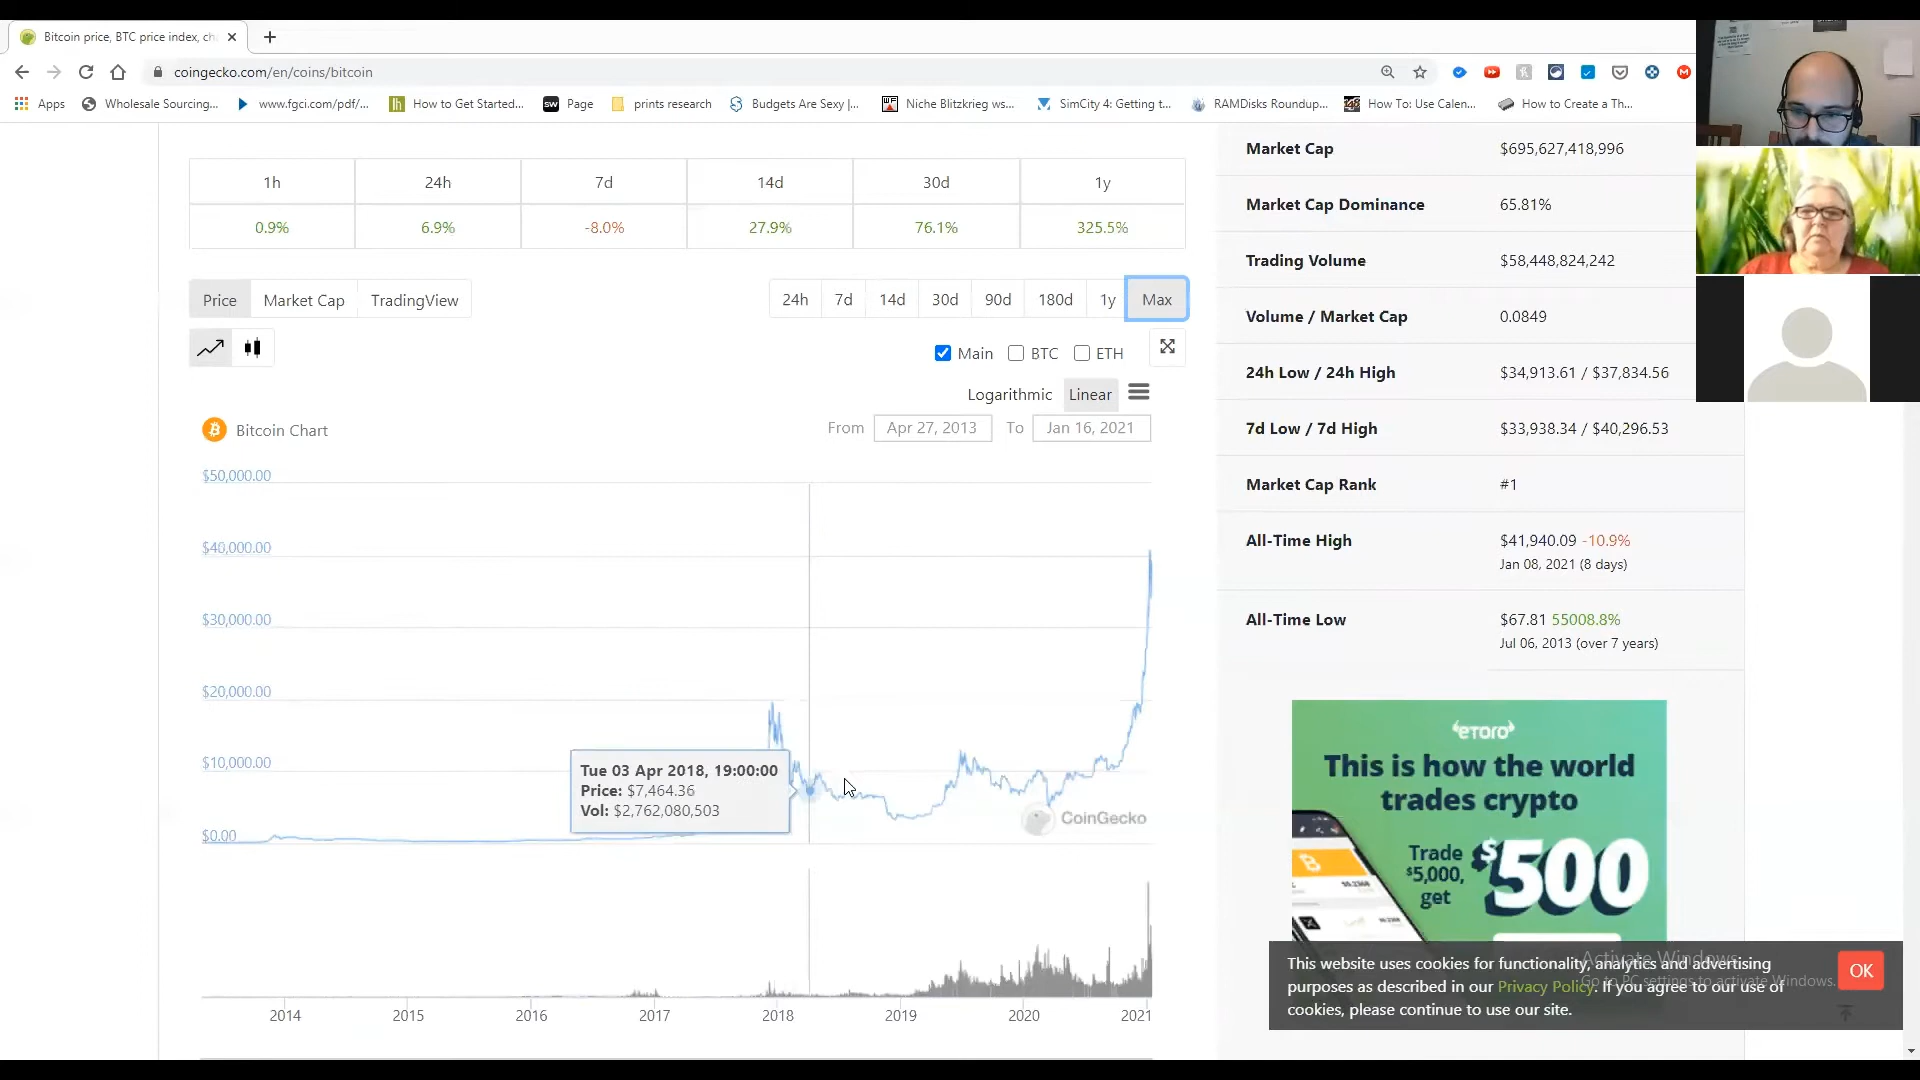 Bitcoin price, BTC price index, ch
coingecko.com/en/coins/bitcoin
Apps Wholesale Sourcing... www.fgci.com/pdf/... How to Get Started... Page prints research Budgets Are Sexy |... Niche Blitzkrieg ws... SimCity 4: Getting t... RAMDisks Roundup... How To: Use Calen... How to Create a Th...
1h 24h 7d 14d 30d 1y
0.9% 6.9% -8.0% 27.9% 76.1% 325.5%
Price Market Cap TradingView
24h 7d 14d 30d 90d 180d 1y Max
Main BTC ETH
Logarithmic Linear
Bitcoin Chart
From Apr 27, 2013 To Jan 16, 2021
$50,000.00
$40,000.00
$30,000.00
$20,000.00
$10,000.00
$0.00
Tue 03 Apr 2018, 19:00:00
Price: $7,464.36
Vol: $2,762,080,503
CoinGecko
2014 2015 2016 2017 2018 2019 2020 2021
Market Cap $695,627,418,996
Market Cap Dominance 65.81%
Trading Volume $58,448,824,242
Volume / Market Cap 0.0849
24h Low / 24h High $34,913.61 / $37,834.56
7d Low / 7d High $33,938.34 / $40,296.53
Market Cap Rank #1
All-Time High $41,940.09 -10.9%
Jan 08, 2021 (8 days)
All-Time Low $67.81 55008.8%
Jul 06, 2013 (over 7 years)
eToro
This is how the world
trades crypto
Trade
$5,000,
get
$500
Activate Windows
Go to PC settings to activate Windows.
This website uses cookies for functionality, analytics and advertising
purposes as described in our Privacy Policy. If you agree to our use of
cookies, please continue to use our site.
OK